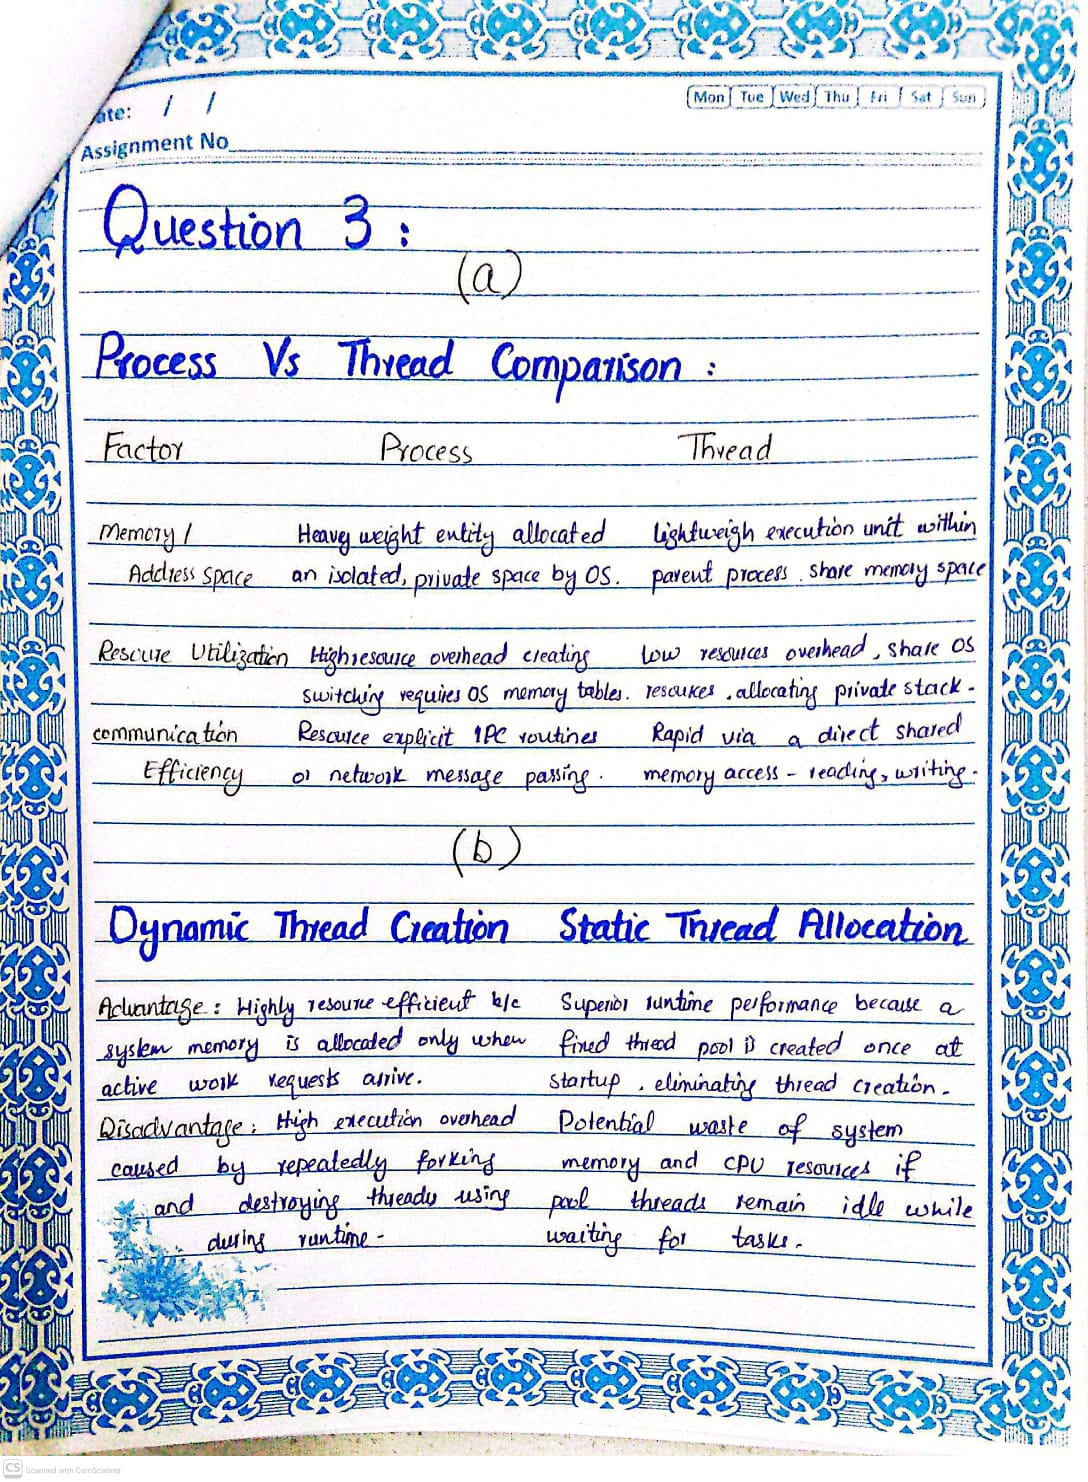 ate: / /
Mon Tue Wed Thu Fri Sat Sun
Assignment No
Question 3 :
(a)
Process Vs Thread Comparison :
Factor Process Thread
Memory / Heavy weight entity allocated Lightweigh execution unit within
Address space an isolated, private space by OS. parent process. share memory space
Rescure Utilization High resource overhead creating Low resources overhead, share OS
switching requires OS memory tables. resoukes. allocating private stack -
communication Resource explicit IPC routines Rapid via a direct shared
Efficiency or network message passing. memory access - reading, writing.
(b)
Dynamic Thread Creation Static Thread Allocation
Advantage : Highly resource efficient b/c Superior runtime performance because a
system memory is allocated only when fixed thread pool is created once at
active work requests arrive. startup, eliminating thread creation.
Disadvantage : High execution overhead Potential waste of system
caused by repeatedly forking memory and CPU resources if
and destroying threads using pool threads remain idle while
during runtime - waiting for tasks.
CS Scanned with CamScanner